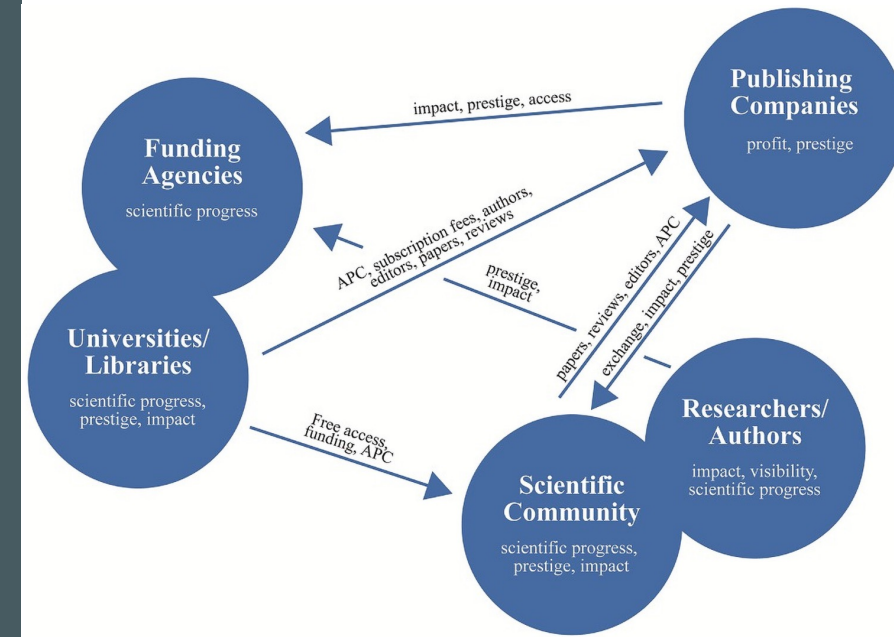 Publishing
Companies
profit, prestige
impact, prestige, access
Funding
Agencies
scientific progress
APC, subscription fees, authors,
editors, papers, reviews
prestige,
impact
papers, reviews, editors, APC
exchange, impact, prestige
Universities/
Libraries
scientific progress,
prestige, impact
Free access,
funding, APC
Researchers/
Authors
impact, visibility,
scientific progress
Scientific
Community
scientific progress,
prestige, impact